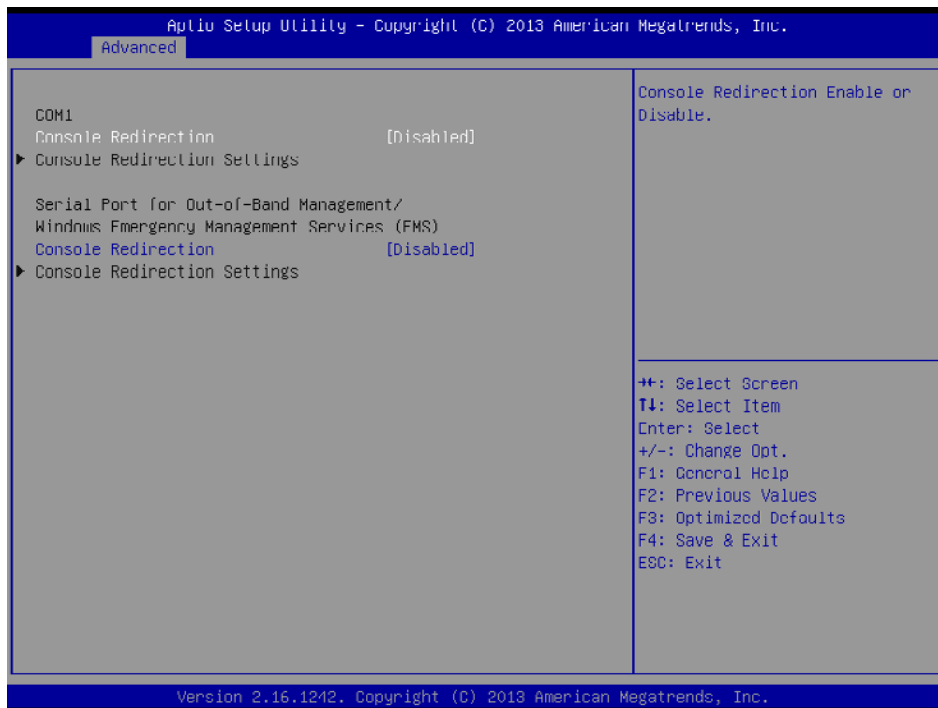 Aptio Setup Utility – Copyright (C) 2013 American Megatrends, Inc.
Advanced
COM1
Console Redirection [Disabled]
► Console Redirection Settings
Serial Port for Out-of-Band Management/
Windows Emergency Management Services (EMS)
Console Redirection [Disabled]
► Console Redirection Settings
Console Redirection Enable or
Disable.
→←: Select Screen
↑↓: Select Item
Enter: Select
+/-: Change Opt.
F1: General Help
F2: Previous Values
F3: Optimized Defaults
F4: Save & Exit
ESC: Exit
Version 2.16.1242. Copyright (C) 2013 American Megatrends, Inc.